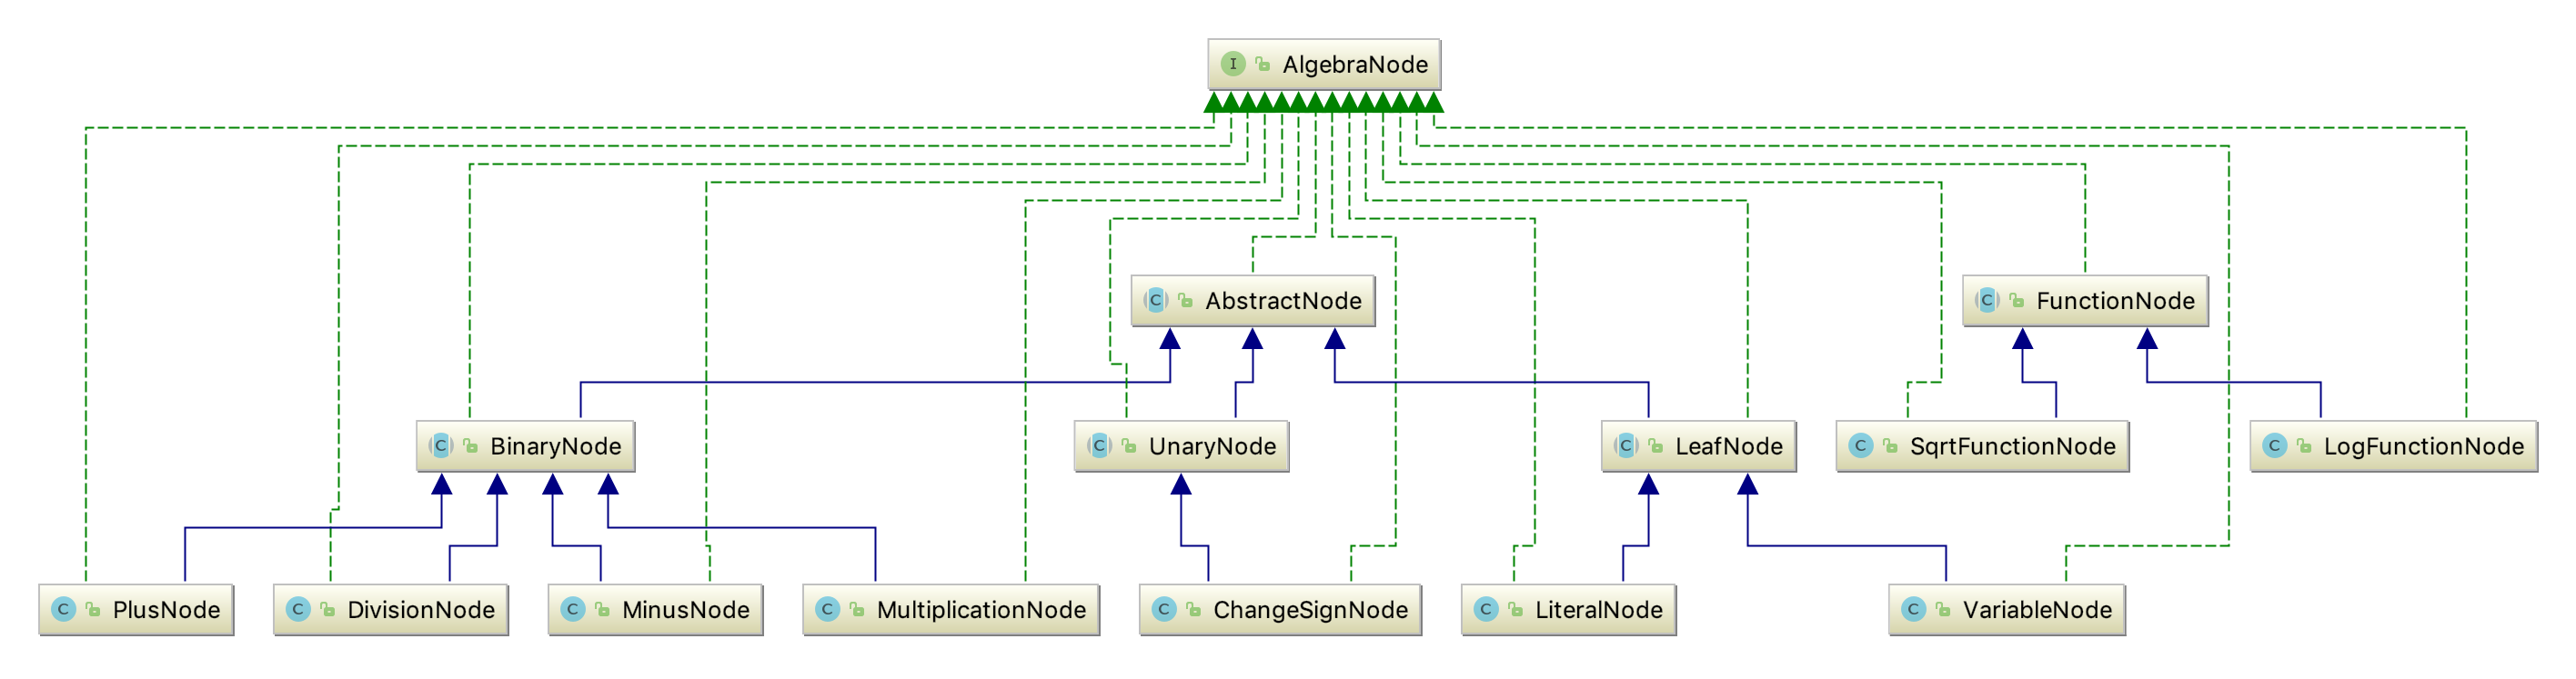 I AlgebraNode
C AbstractNode
C FunctionNode
C BinaryNode
C UnaryNode
C LeafNode
C SqrtFunctionNode
C LogFunctionNode
C PlusNode
C DivisionNode
C MinusNode
C MultiplicationNode
C ChangeSignNode
C LiteralNode
C VariableNode